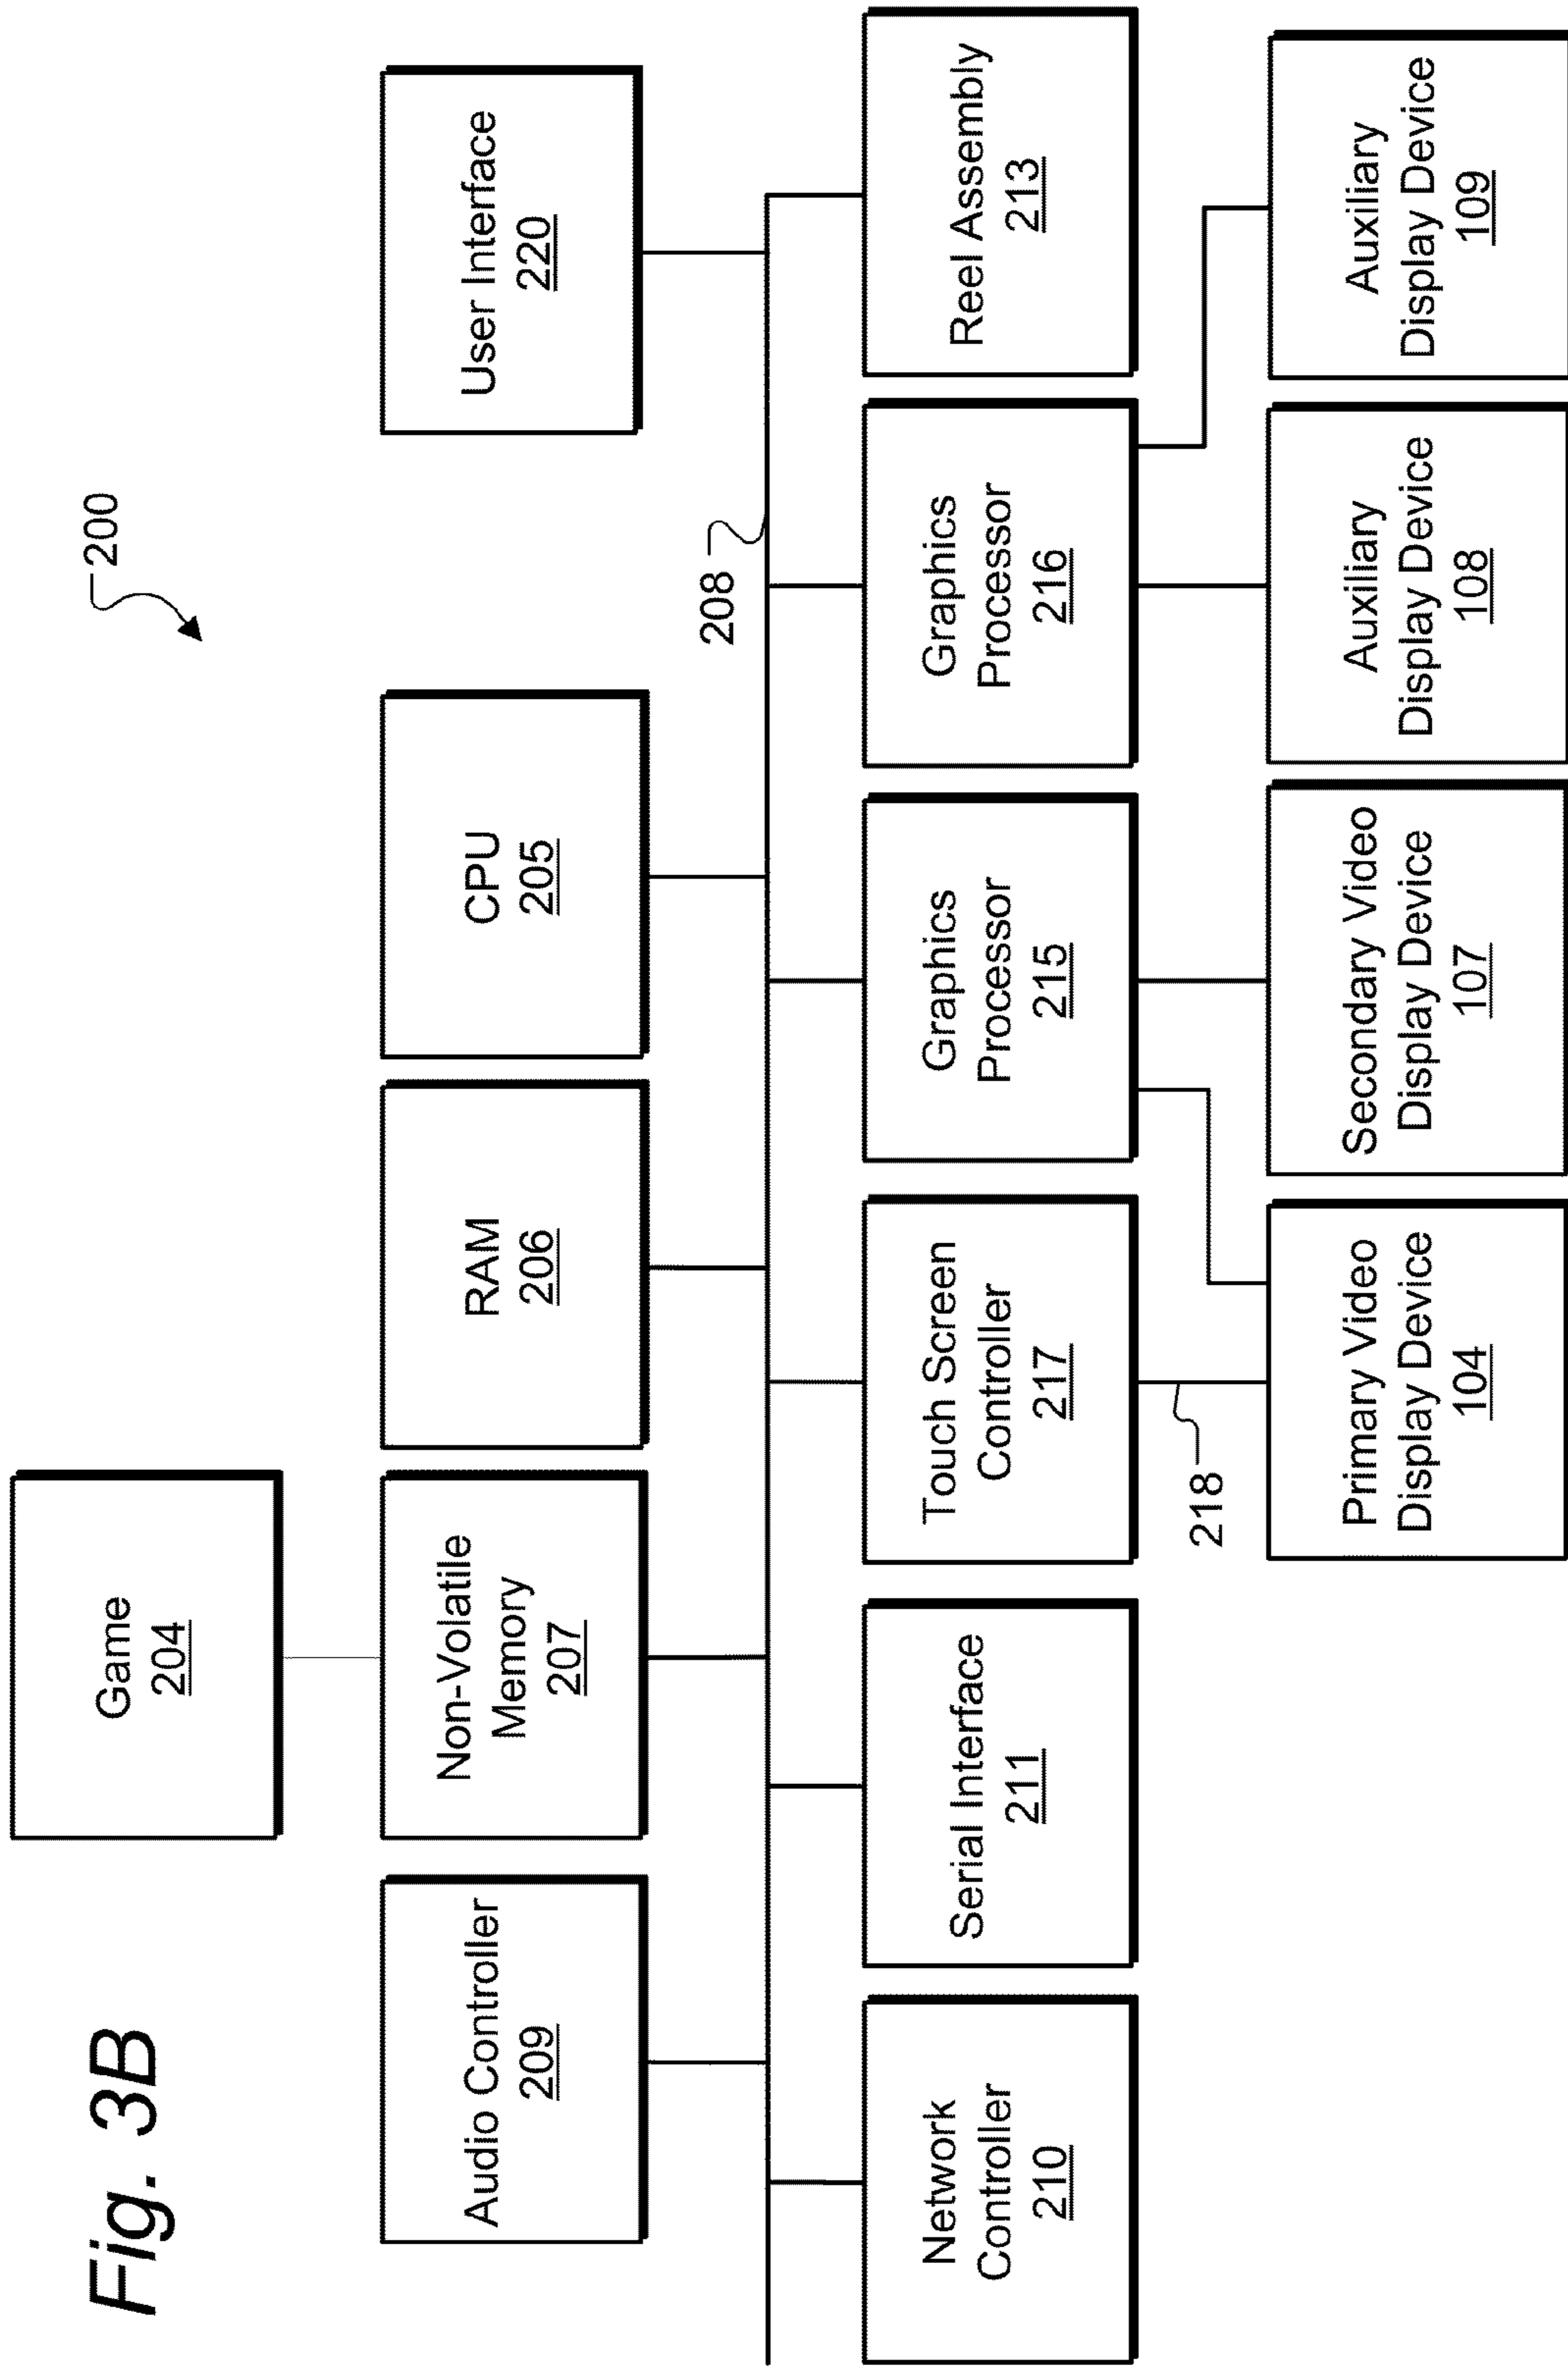 Fig. 3B
Game
204
200
Audio Controller
209
Non-Volatile
Memory
207
RAM
206
CPU
205
User Interface
220
208
Network
Controller
210
Serial Interface
211
Touch Screen
Controller
217
Graphics
Processor
215
Graphics
Processor
216
Reel Assembly
213
218
Primary Video
Display Device
104
Secondary Video
Display Device
107
Auxiliary
Display Device
108
Auxiliary
Display Device
109